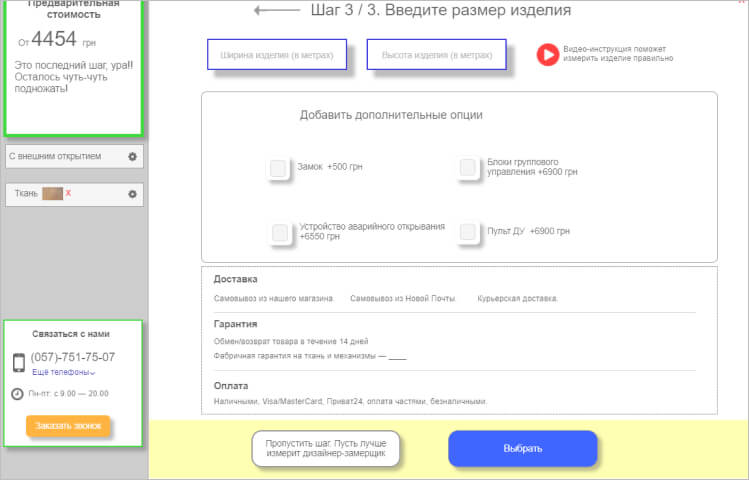 Предварительная
стоимость
От 4454 грн
Это последний шаг, ура!!
Осталось чуть-чуть
подножать!
С внешним открытием
Ткань X
Связаться с нами
(057)-751-75-07
Ещё телефоны
Пн-пт: с 9.00 — 20.00
Заказать звонок
Шаг 3 / 3. Введите размер изделия
Ширина изделия (в метрах)
Высота изделия (в метрах)
Видео-инструкция поможет
измерить изделие правильно
Добавить дополнительные опции
Замок +500 грн
Блоки группового
управления +6900 грн
Устройство аварийного открывания
+6550 грн
Пульт ДУ +6900 грн
Доставка
Самовывоз из нашего магазина Самовывоз из Новой Почты. Курьерская доставка.
Гарантия
Обмен/возврат товара в течение 14 дней
Фабричная гарантия на ткань и механизмы — _____
Оплата
Наличными, Visa/MasterCard, Приват24, оплата частями, безналичными.
Пропустить шаг. Пусть лучше
измерит дизайнер-замерщик
Выбрать